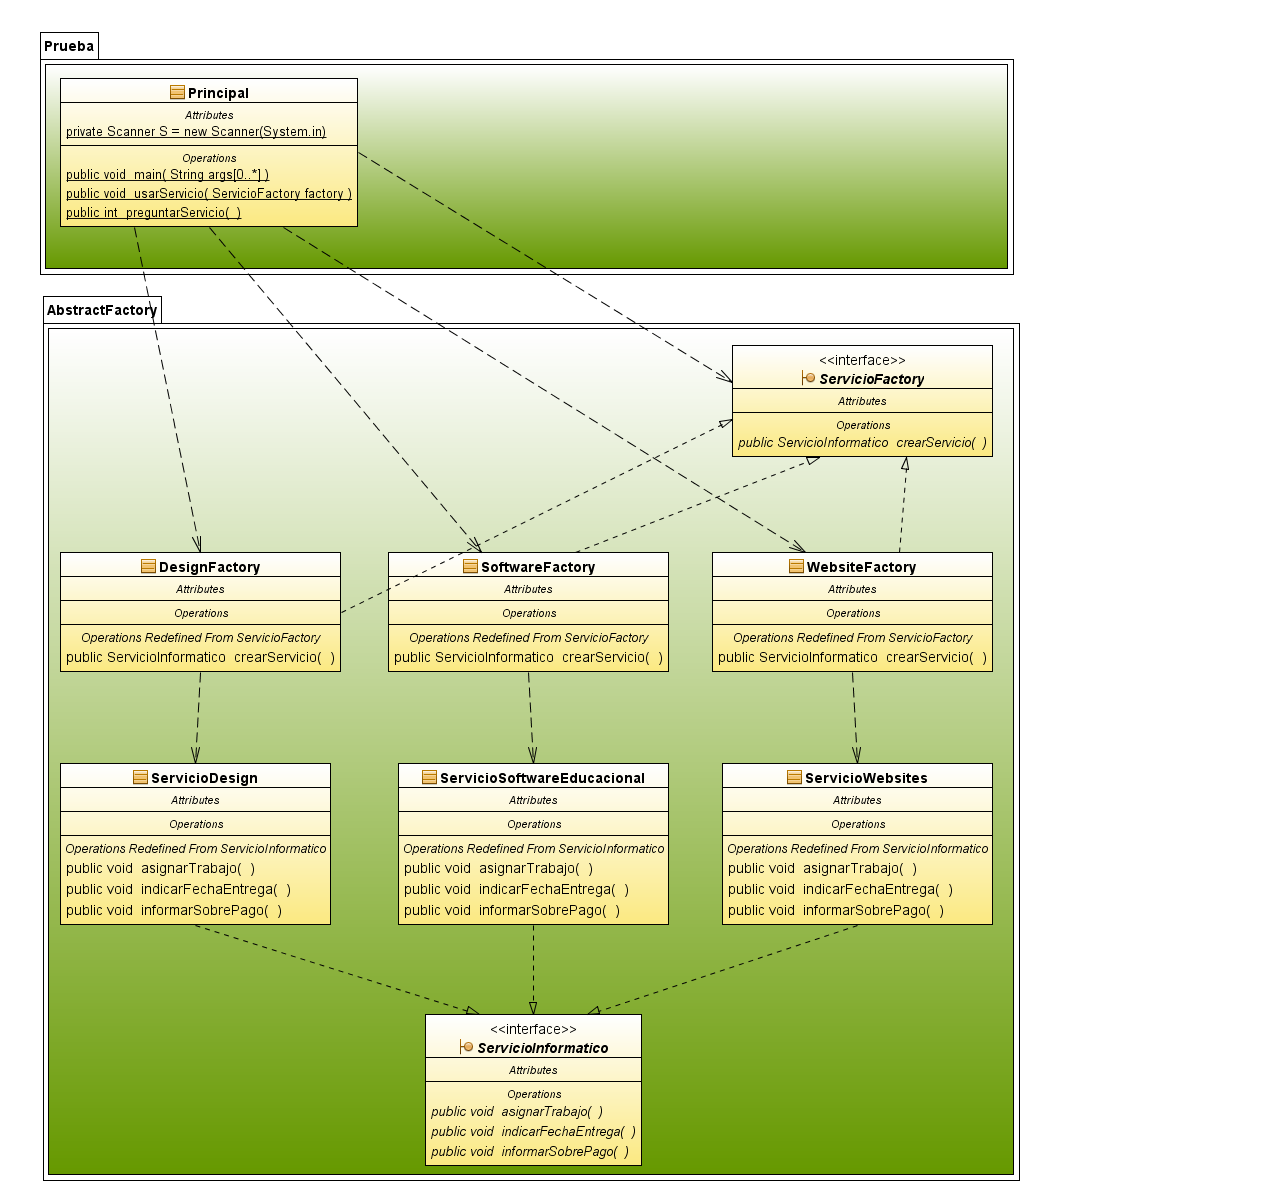 Prueba
Principal
Attributes
private Scanner S = new Scanner(System.in)
Operations
public void  main( String args[0..*] )
public void  usarServicio( ServicioFactory factory )
public int  preguntarServicio(  )
AbstractFactory
<<interface>>
ServicioFactory
Attributes
Operations
public ServicioInformatico  crearServicio(  )
DesignFactory
Attributes
Operations
Operations Redefined From ServicioFactory
public ServicioInformatico  crearServicio(  )
SoftwareFactory
Attributes
Operations
Operations Redefined From ServicioFactory
public ServicioInformatico  crearServicio(  )
WebsiteFactory
Attributes
Operations
Operations Redefined From ServicioFactory
public ServicioInformatico  crearServicio(  )
ServicioDesign
Attributes
Operations
Operations Redefined From ServicioInformatico
public void  asignarTrabajo(  )
public void  indicarFechaEntrega(  )
public void  informarSobrePago(  )
ServicioSoftwareEducacional
Attributes
Operations
Operations Redefined From ServicioInformatico
public void  asignarTrabajo(  )
public void  indicarFechaEntrega(  )
public void  informarSobrePago(  )
ServicioWebsites
Attributes
Operations
Operations Redefined From ServicioInformatico
public void  asignarTrabajo(  )
public void  indicarFechaEntrega(  )
public void  informarSobrePago(  )
<<interface>>
ServicioInformatico
Attributes
Operations
public void  asignarTrabajo(  )
public void  indicarFechaEntrega(  )
public void  informarSobrePago(  )